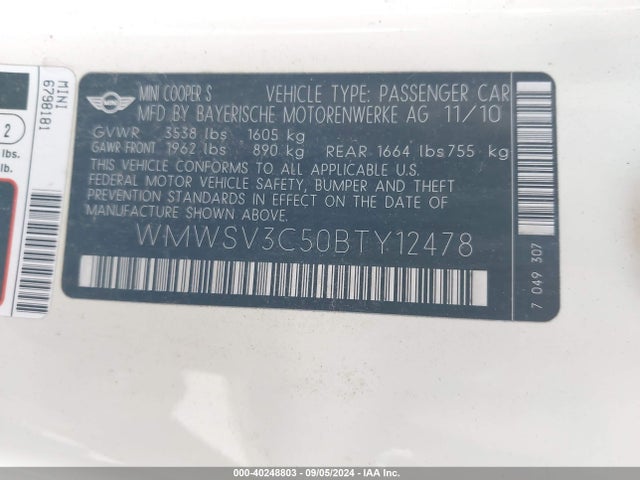 MINI COOPER S VEHICLE TYPE: PASSENGER CAR
MFD BY BAYERISCHE MOTORENWERKE AG 11/10
GVWR 3538 lbs 1605 kg
GAWR FRONT 1962 lbs 890 kg REAR 1664 lbs 755 kg
THIS VEHICLE CONFORMS TO ALL APPLICABLE U.S.
FEDERAL MOTOR VEHICLE SAFETY, BUMPER AND THEFT
PREVENTION STANDARDS IN EFFECT ON THE DATE OF
MANUFACTURE SHOWN ABOVE.
WMWSV3C50BTY12478
7 049 307
MINI
6798181
2
lbs.
lb.
000-40248803 - 09/05/2024 - IAAI.COM